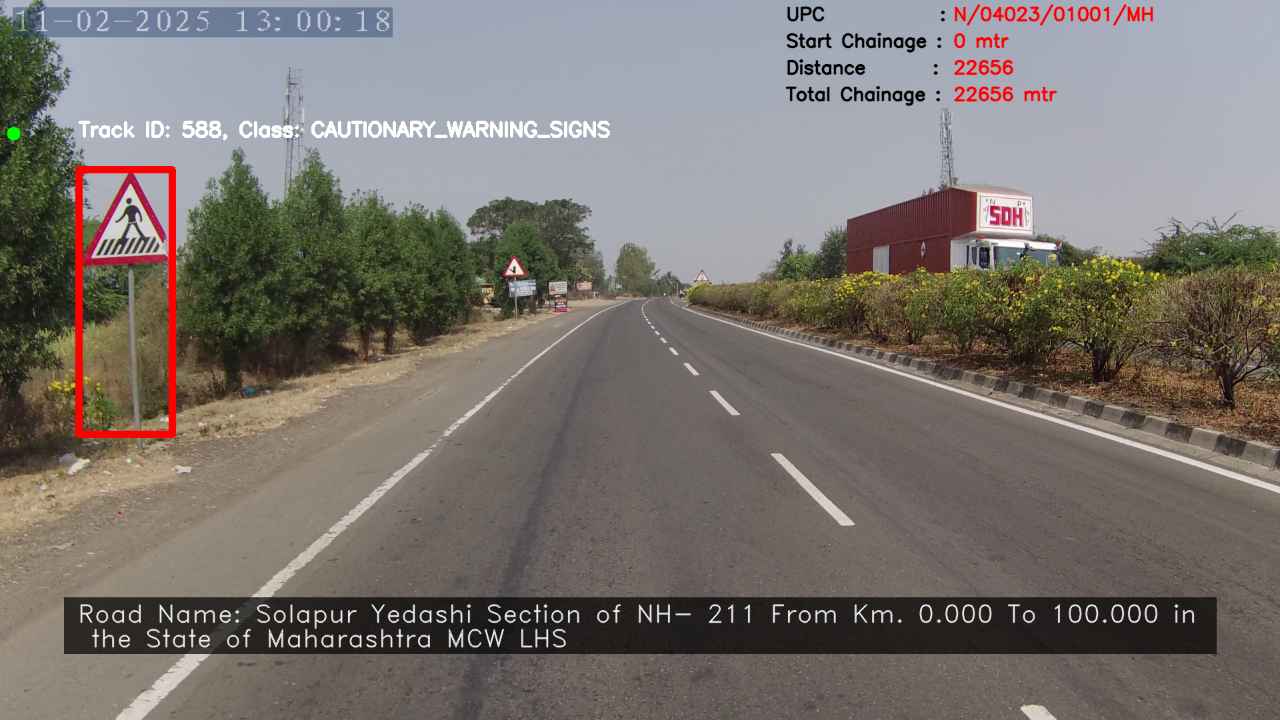 11-02-2025 13:00:18
UPC : N/04023/01001/MH
Start Chainage : 0 mtr
Distance : 22656
Total Chainage : 22656 mtr
Track ID: 588, Class: CAUTIONARY_WARNING_SIGNS
SDH
Road Name: Solapur Yedashi Section of NH- 211 From Km. 0.000 To 100.000 in
the State of Maharashtra MCW LHS